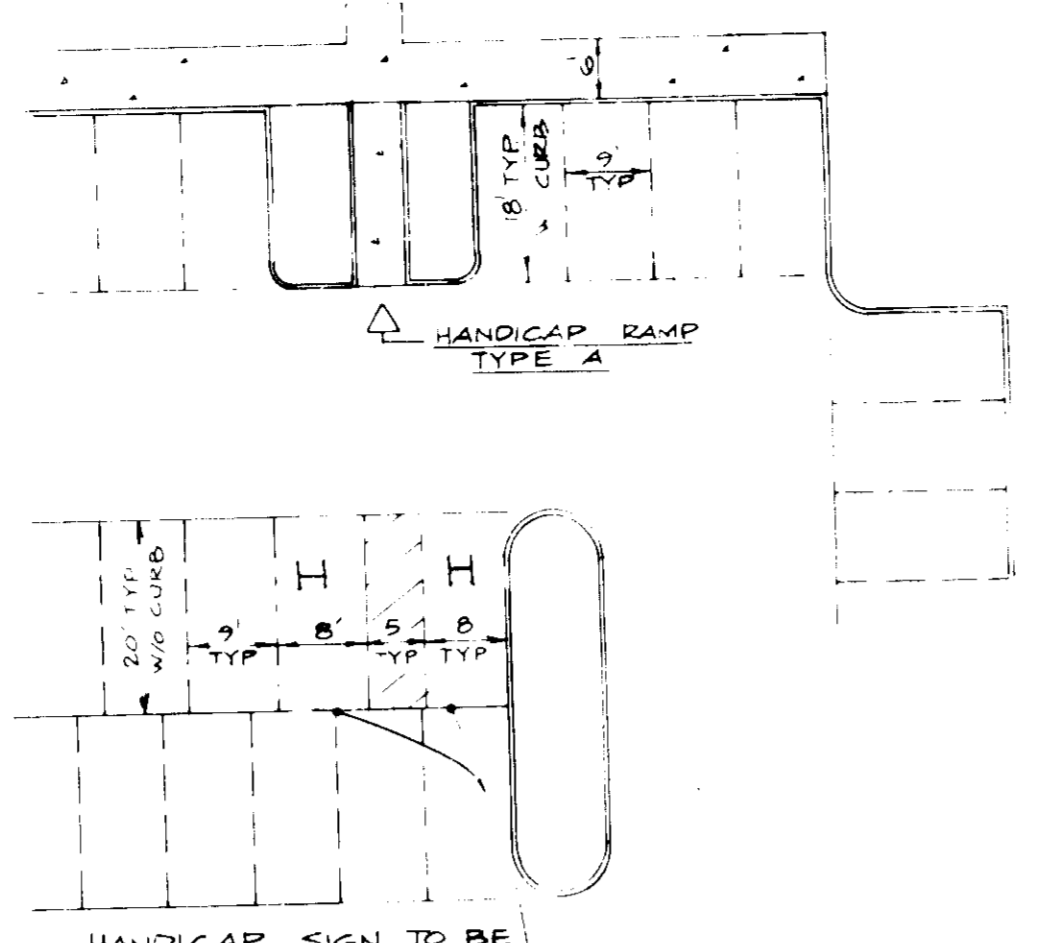 6'
18' TYP
CURB
9'
TYP
HANDICAP RAMP
TYPE A
20' TYP
W/O CURB
H
H
9'
TYP
8'
5
TYP
8
TYP
HANDICAP SIGN TO BE